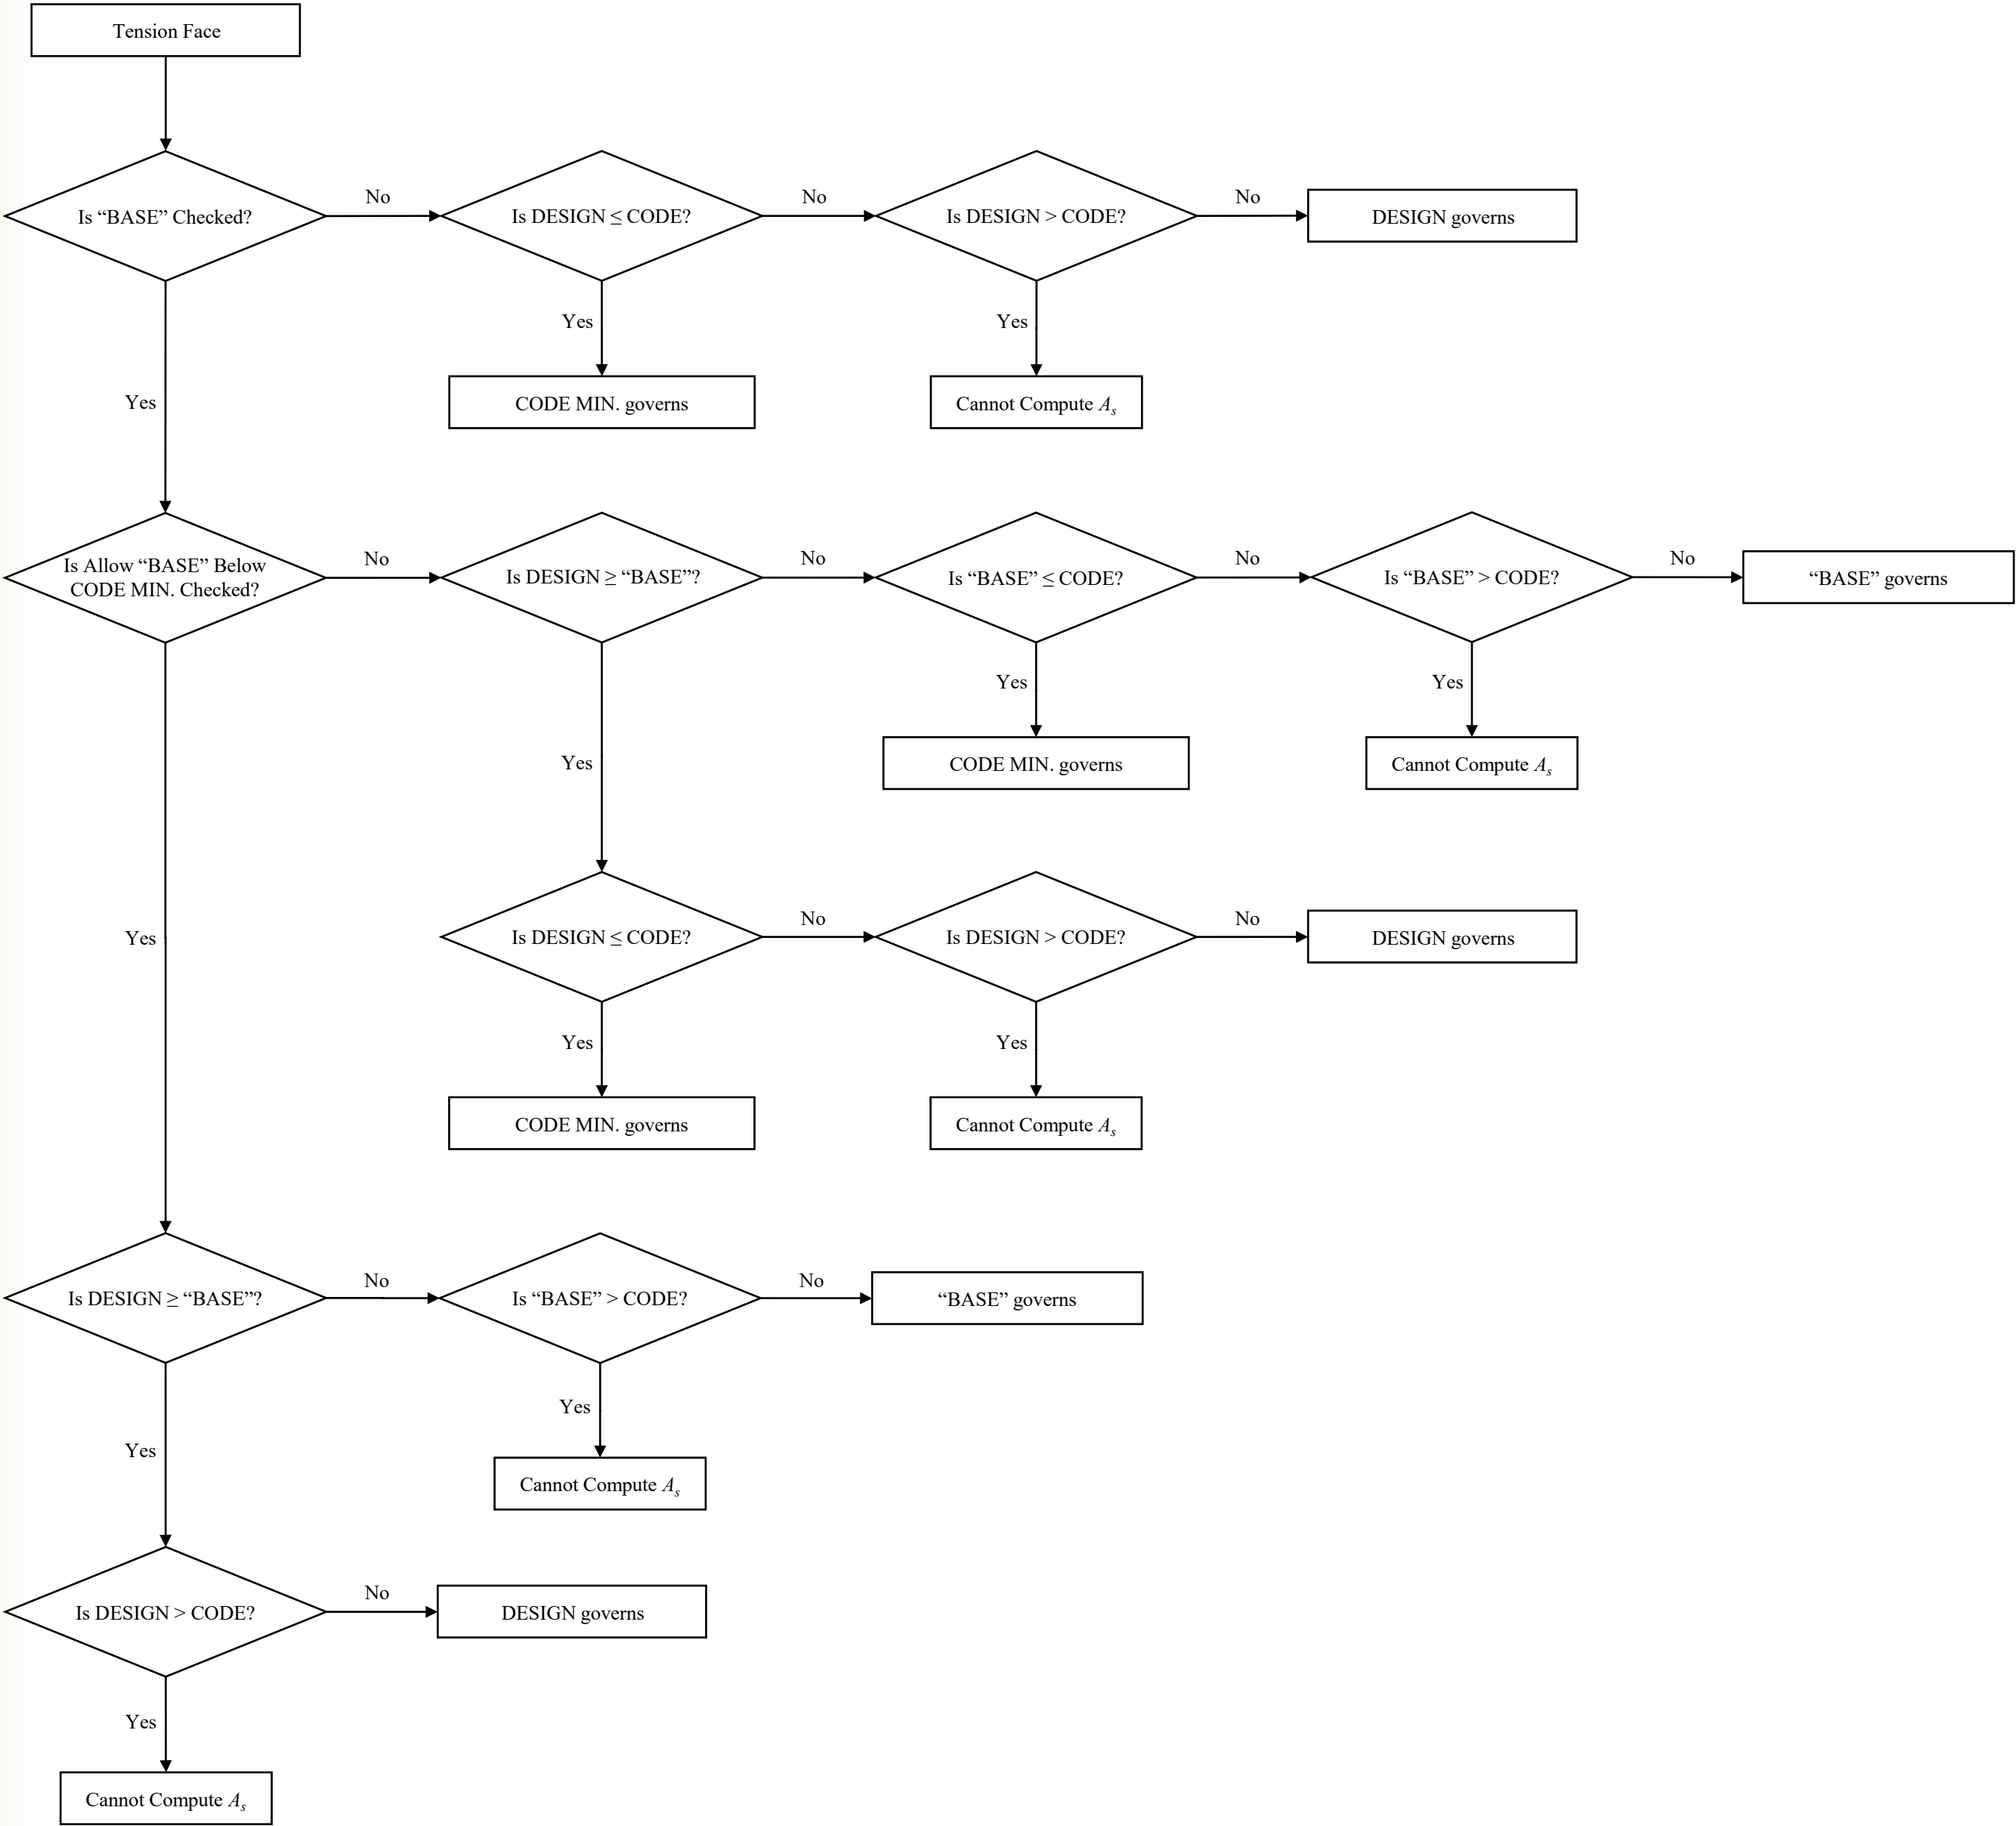 Tension Face
Is “BASE” Checked?
No
Is DESIGN ≤ CODE?
No
Is DESIGN > CODE?
No
DESIGN governs
Yes
Yes
Yes
CODE MIN. governs
Cannot Compute As
Is Allow “BASE” Below
CODE MIN. Checked?
No
Is DESIGN ≥ “BASE”?
No
Is “BASE” ≤ CODE?
No
Is “BASE” > CODE?
No
“BASE” governs
Yes
Yes
Yes
CODE MIN. governs
Cannot Compute As
Yes
Is DESIGN ≤ CODE?
No
Is DESIGN > CODE?
No
DESIGN governs
Yes
Yes
CODE MIN. governs
Cannot Compute As
Is DESIGN ≥ “BASE”?
No
Is “BASE” > CODE?
No
“BASE” governs
Yes
Yes
Cannot Compute As
Is DESIGN > CODE?
No
DESIGN governs
Yes
Cannot Compute As